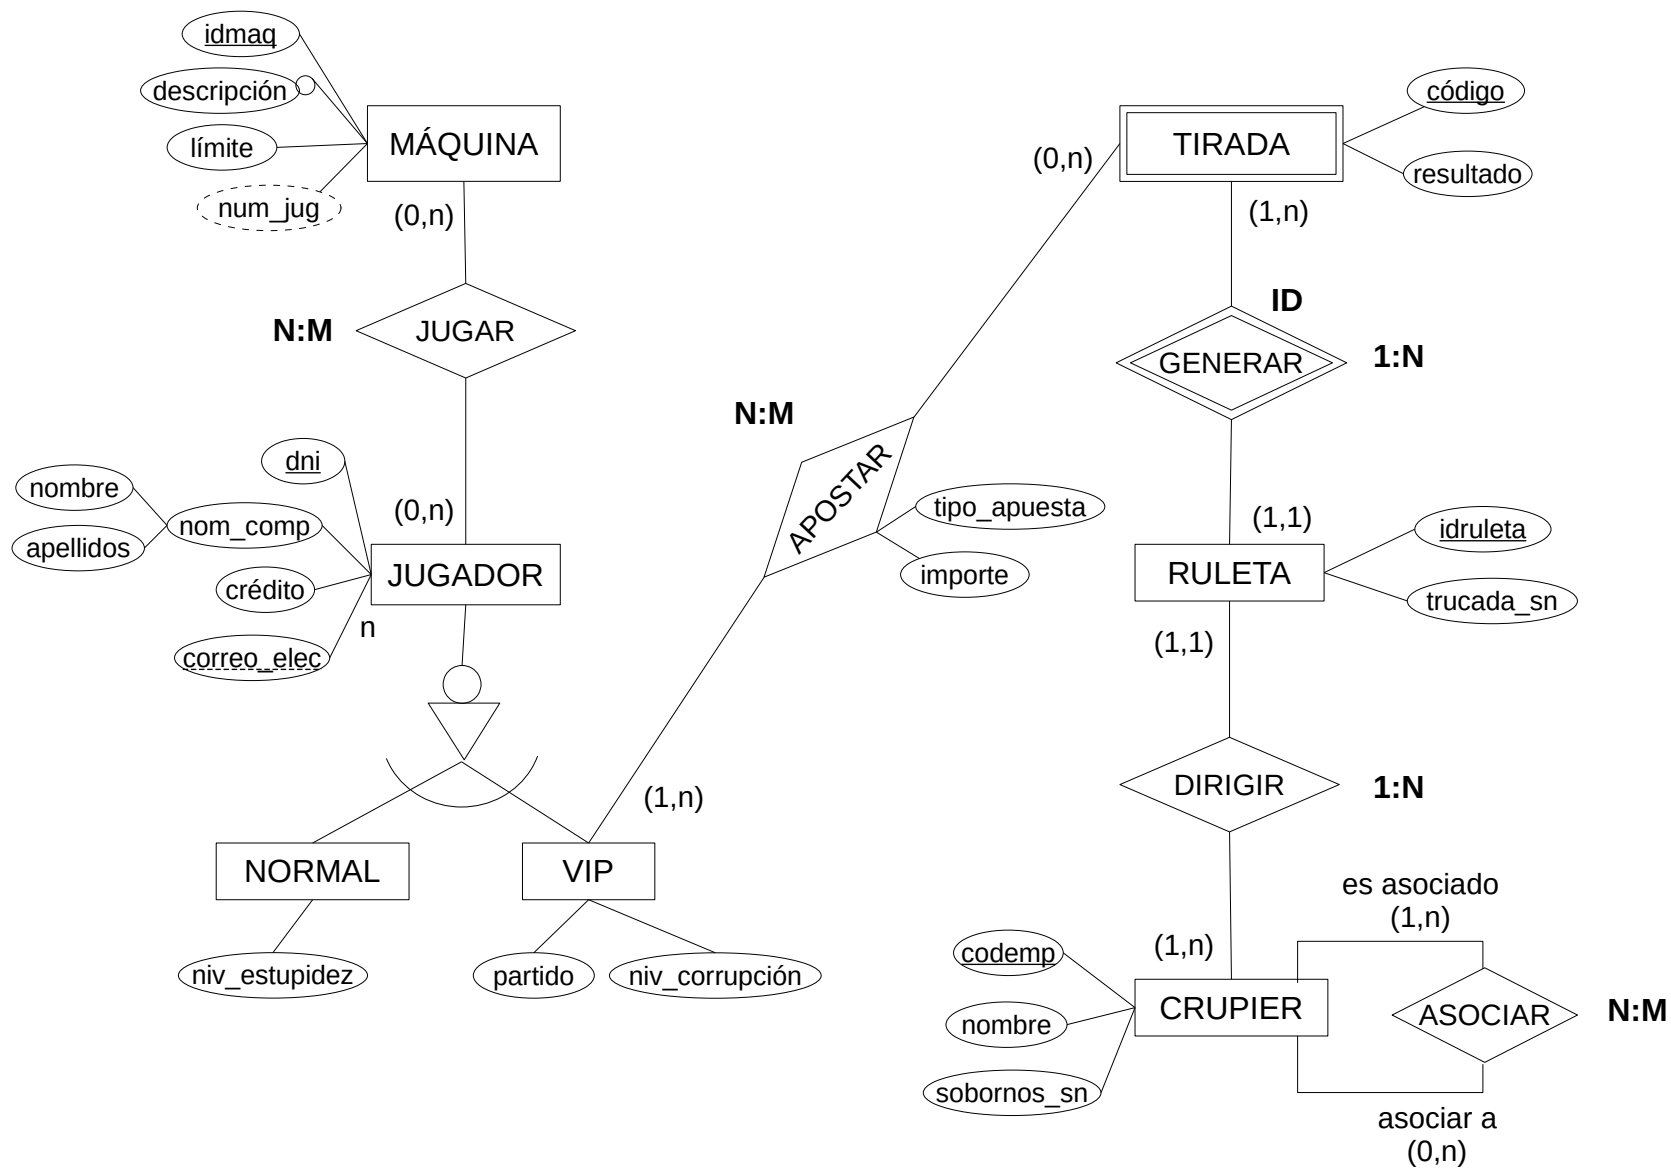 idmaq
descripción
límite
num_jug
MÁQUINA
(0,n)
N:M
JUGAR
(0,n)
dni
nombre
apellidos
nom_comp
crédito
correo_elec
n
JUGADOR
NORMAL
VIP
niv_estupidez
partido
niv_corrupción
(1,n)
N:M
APOSTAR
tipo_apuesta
importe
(0,n)
TIRADA
código
resultado
(1,n)
ID
GENERAR
1:N
(1,1)
RULETA
idruleta
trucada_sn
(1,1)
DIRIGIR
1:N
(1,n)
codemp
nombre
sobornos_sn
CRUPIER
es asociado
(1,n)
ASOCIAR
N:M
asociar a
(0,n)